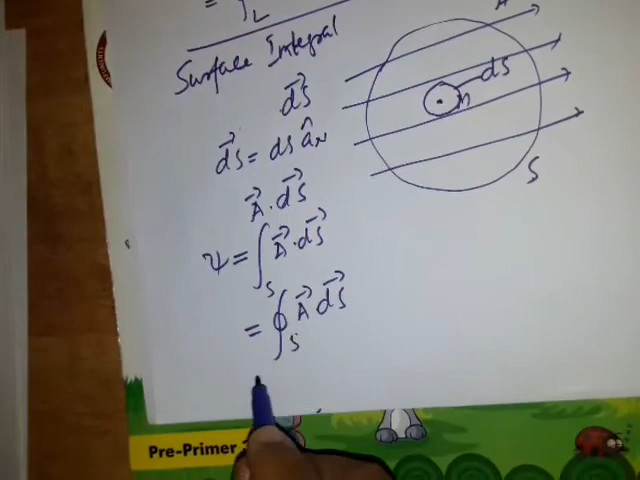 = ∫L
Surface Integral
d⃗S
d⃗S = ds âN
A⃗ . d⃗S
Ψ = ∫S A⃗ . d⃗S
= ∮S A⃗ d⃗S
A
dS
n
S
Pre-Primer